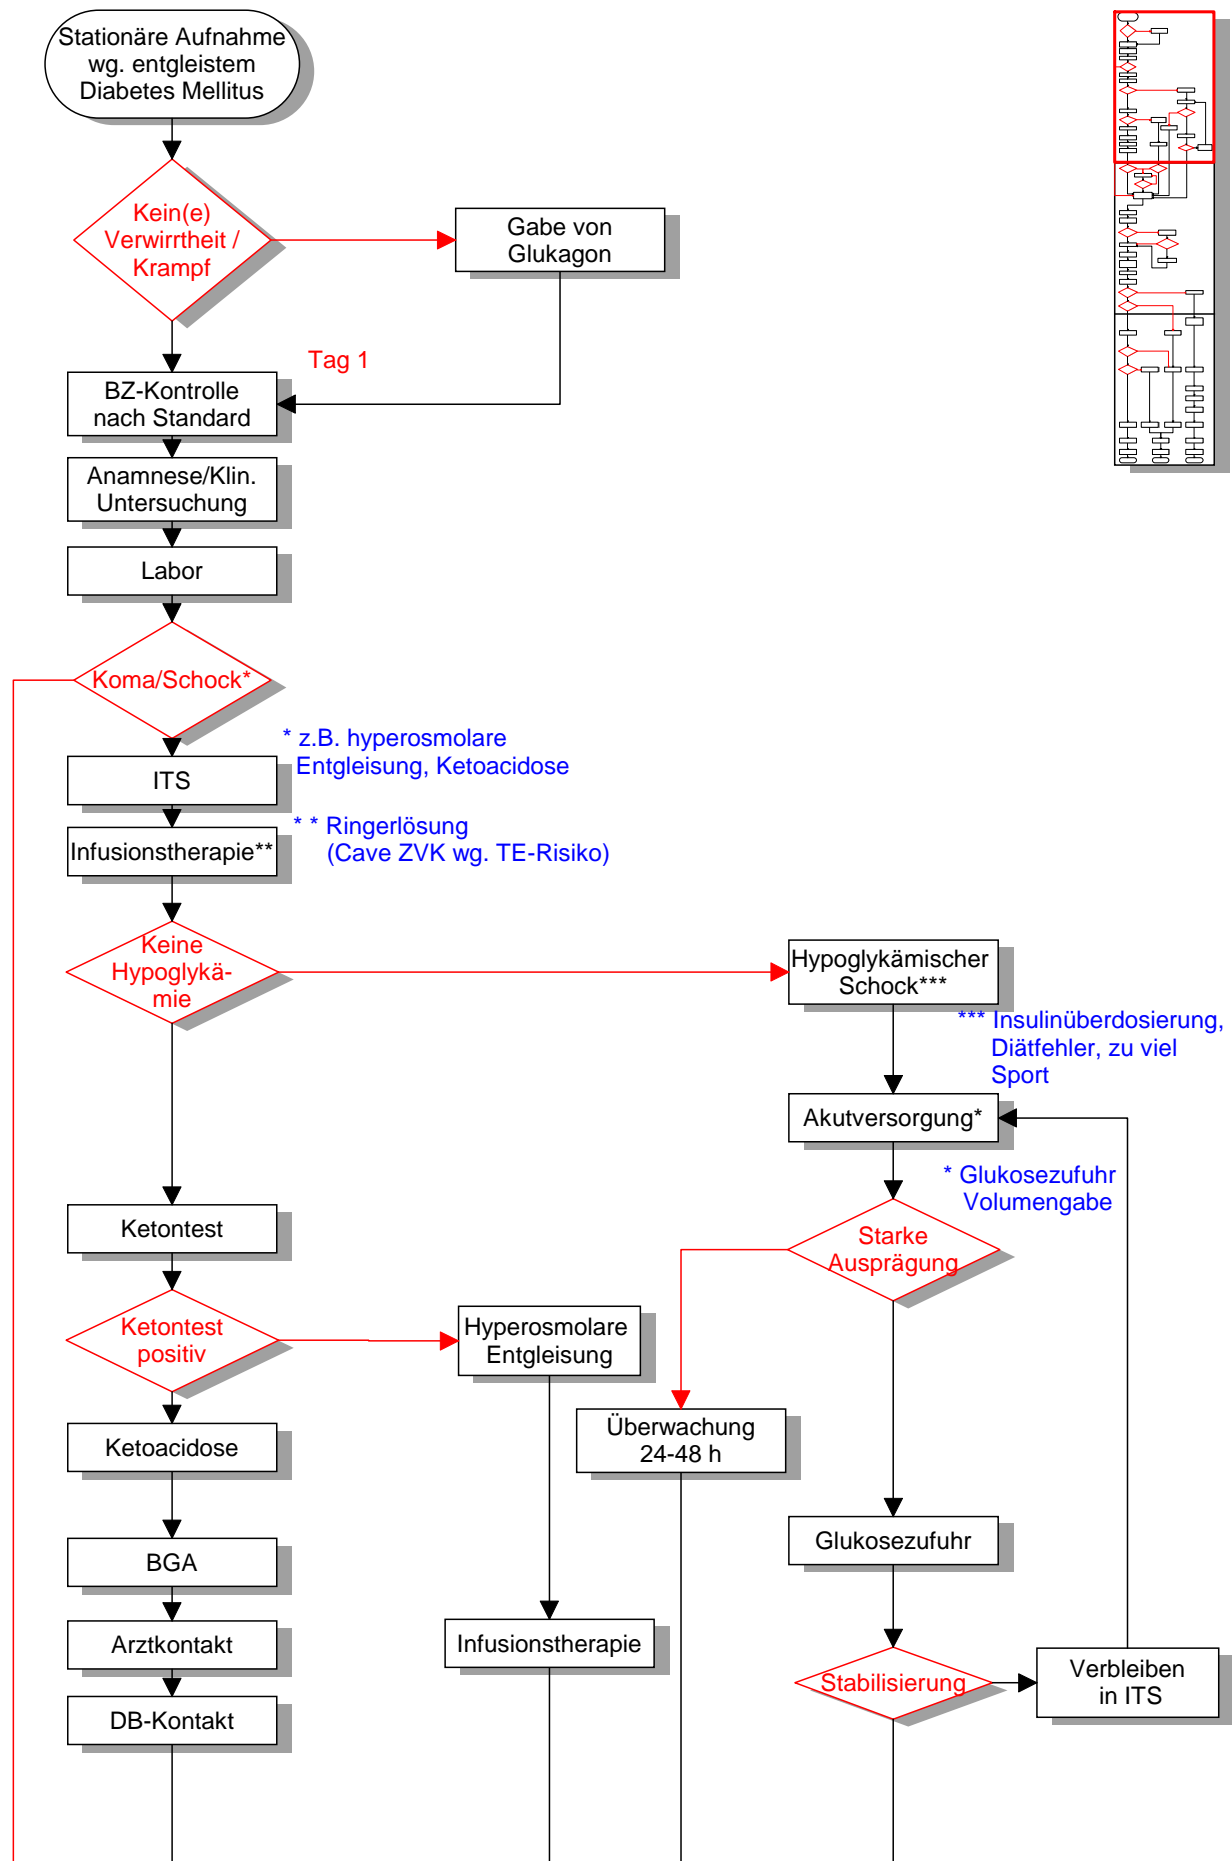 Stationäre Aufnahme
wg. entgleistem
Diabetes Mellitus
Kein(e)
Verwirrtheit /
Krampf
Gabe von
Glukagon
Tag 1
BZ-Kontrolle
nach Standard
Anamnese/Klin.
Untersuchung
Labor
Koma/Schock*
* z.B. hyperosmolare
Entgleisung, Ketoacidose
ITS
* * Ringerlösung
(Cave ZVK wg. TE-Risiko)
Infusionstherapie**
Keine
Hypoglykä-
mie
Hypoglykämischer
Schock***
*** Insulinüberdosierung,
Diätfehler, zu viel
Sport
Akutversorgung*
* Glukosezufuhr
Volumengabe
Ketontest
Starke
Ausprägung
Ketontest
positiv
Hyperosmolare
Entgleisung
Ketoacidose
Überwachung
24-48 h
Glukosezufuhr
BGA
Arztkontakt
Infusionstherapie
Stabilisierung
Verbleiben
in ITS
DB-Kontakt